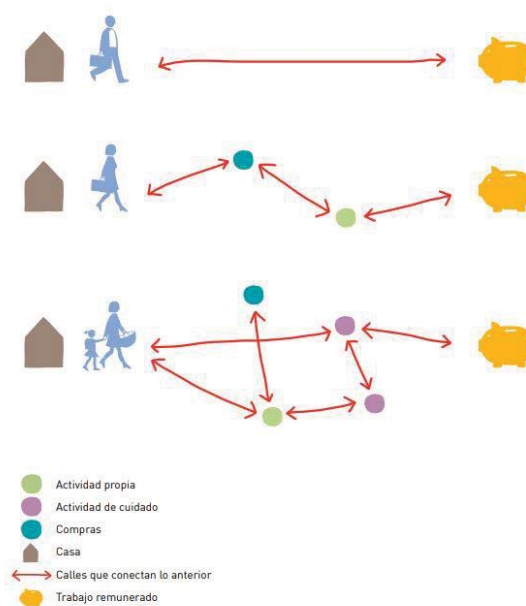 Actividad propia
Actividad de cuidado
Compras
Casa
Calles que conectan lo anterior
Trabajo remunerado